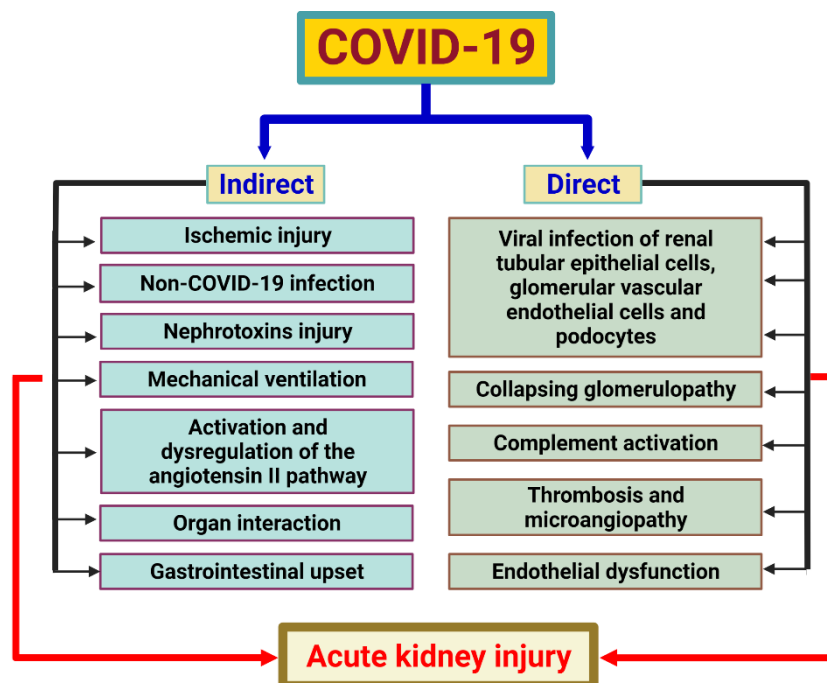 COVID-19
Indirect
Direct
Ischemic injury
Non-COVID-19 infection
Nephrotoxins injury
Mechanical ventilation
Activation and
dysregulation of the
angiotensin II pathway
Organ interaction
Gastrointestinal upset
Viral infection of renal
tubular epithelial cells,
glomerular vascular
endothelial cells and
podocytes
Collapsing glomerulopathy
Complement activation
Thrombosis and
microangiopathy
Endothelial dysfunction
Acute kidney injury